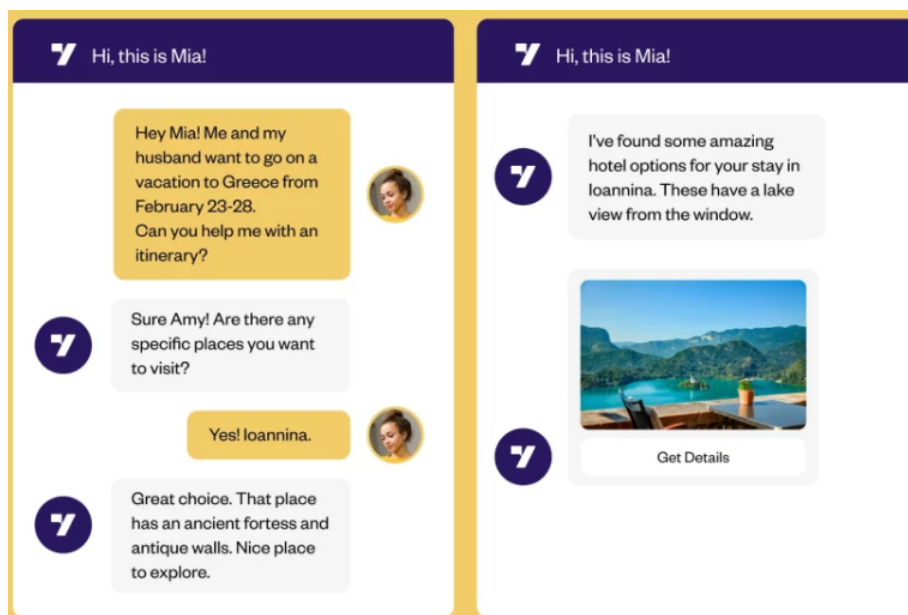 Hi, this is Mia!
Hey Mia! Me and my
husband want to go on a
vacation to Greece from
February 23-28.
Can you help me with an
itinerary?
Sure Amy! Are there any
specific places you want
to visit?
Yes! Ioannina.
Great choice. That place
has an ancient fortess and
antique walls. Nice place
to explore.
Hi, this is Mia!
I've found some amazing
hotel options for your stay in
Ioannina. These have a lake
view from the window.
Get Details